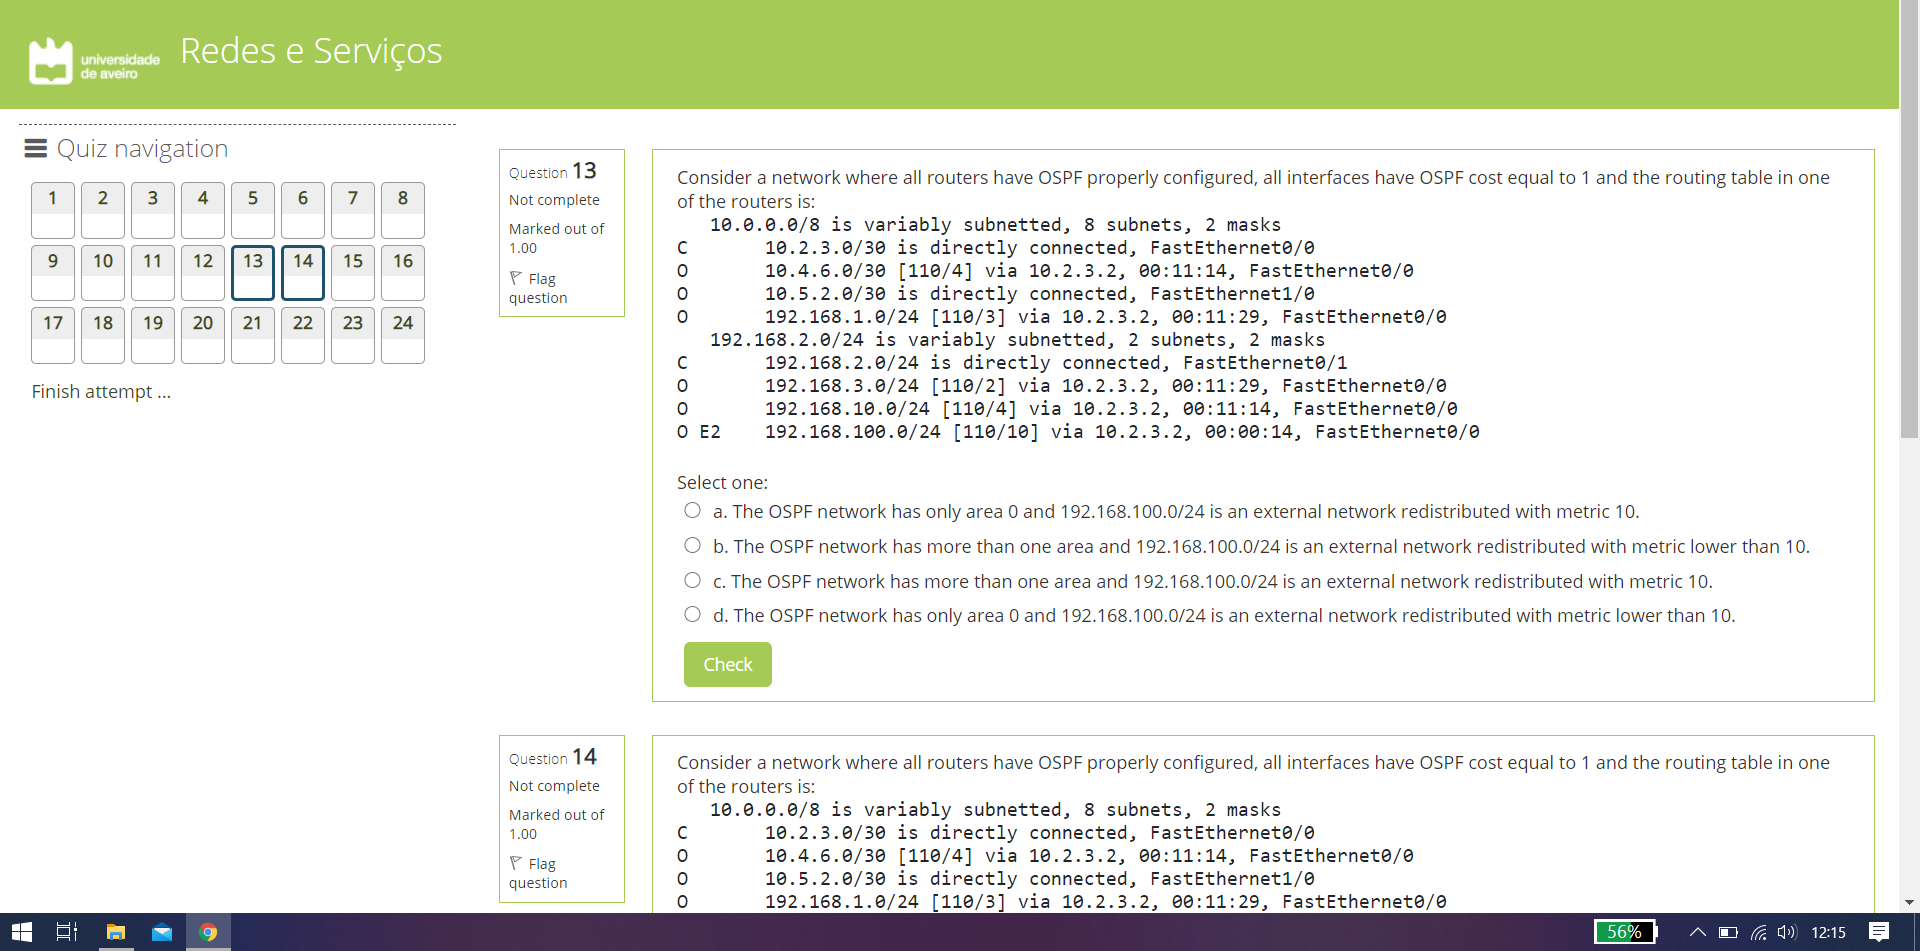 universidade
de aveiro
Redes e Serviços
Quiz navigation
1 2 3 4 5 6 7 8
9 10 11 12 13 14 15 16
17 18 19 20 21 22 23 24
Finish attempt ...
Question 13
Not complete
Marked out of
1.00
Flag
question
Consider a network where all routers have OSPF properly configured, all interfaces have OSPF cost equal to 1 and the routing table in one
of the routers is:
10.0.0.0/8 is variably subnetted, 8 subnets, 2 masks
C 10.2.3.0/30 is directly connected, FastEthernet0/0
O 10.4.6.0/30 [110/4] via 10.2.3.2, 00:11:14, FastEthernet0/0
O 10.5.2.0/30 is directly connected, FastEthernet1/0
O 192.168.1.0/24 [110/3] via 10.2.3.2, 00:11:29, FastEthernet0/0
192.168.2.0/24 is variably subnetted, 2 subnets, 2 masks
C 192.168.2.0/24 is directly connected, FastEthernet0/1
O 192.168.3.0/24 [110/2] via 10.2.3.2, 00:11:29, FastEthernet0/0
O 192.168.10.0/24 [110/4] via 10.2.3.2, 00:11:14, FastEthernet0/0
O E2 192.168.100.0/24 [110/10] via 10.2.3.2, 00:00:14, FastEthernet0/0
Select one:
a. The OSPF network has only area 0 and 192.168.100.0/24 is an external network redistributed with metric 10.
b. The OSPF network has more than one area and 192.168.100.0/24 is an external network redistributed with metric lower than 10.
c. The OSPF network has more than one area and 192.168.100.0/24 is an external network redistributed with metric 10.
d. The OSPF network has only area 0 and 192.168.100.0/24 is an external network redistributed with metric lower than 10.
Check
Question 14
Not complete
Marked out of
1.00
Flag
question
Consider a network where all routers have OSPF properly configured, all interfaces have OSPF cost equal to 1 and the routing table in one
of the routers is:
10.0.0.0/8 is variably subnetted, 8 subnets, 2 masks
C 10.2.3.0/30 is directly connected, FastEthernet0/0
O 10.4.6.0/30 [110/4] via 10.2.3.2, 00:11:14, FastEthernet0/0
O 10.5.2.0/30 is directly connected, FastEthernet1/0
O 192.168.1.0/24 [110/3] via 10.2.3.2, 00:11:29, FastEthernet0/0
56%
12:15